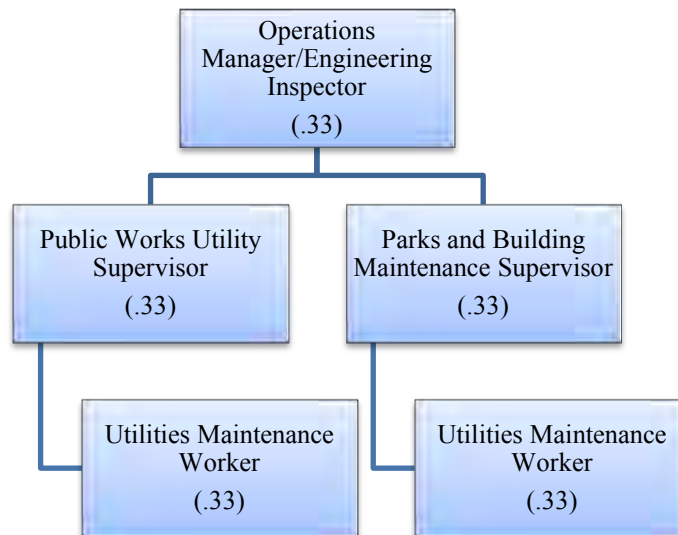 Operations
Manager/Engineering
Inspector
(.33)
Public Works Utility
Supervisor
(.33)
Parks and Building
Maintenance Supervisor
(.33)
Utilities Maintenance
Worker
(.33)
Utilities Maintenance
Worker
(.33)